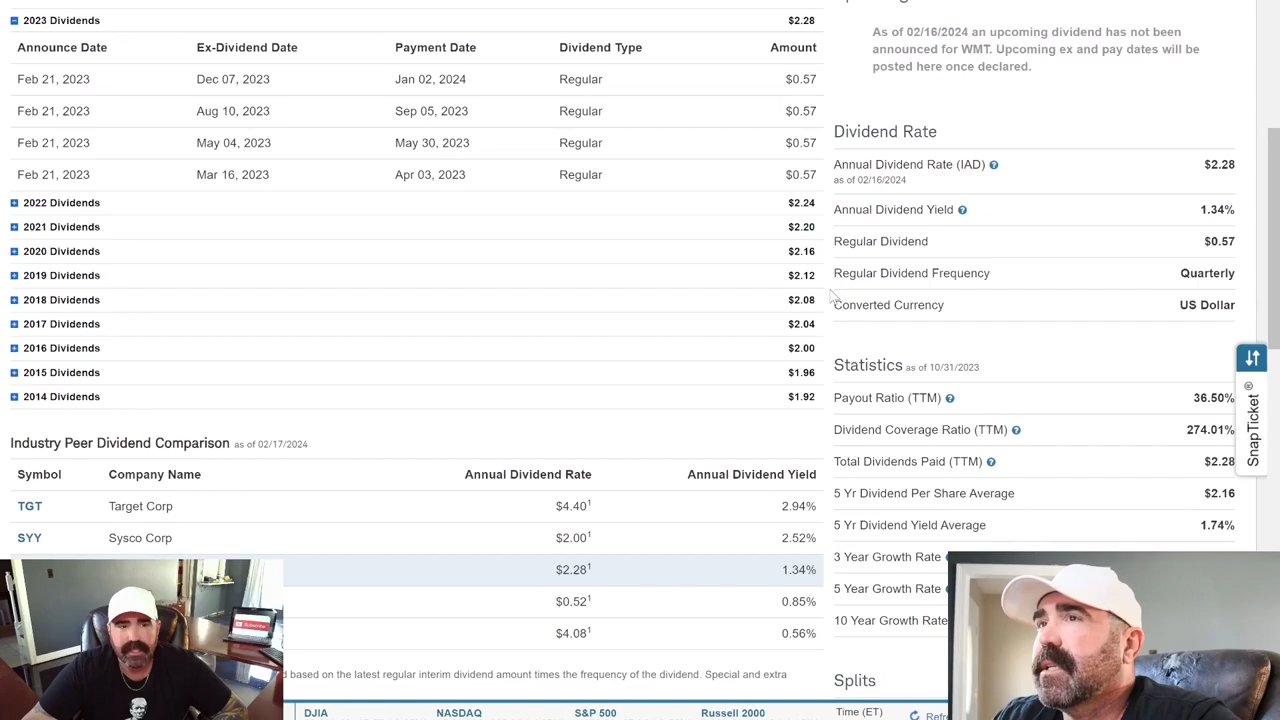 2023 Dividends $2.28
Announce Date Ex-Dividend Date Payment Date Dividend Type Amount
Feb 21, 2023 Dec 07, 2023 Jan 02, 2024 Regular $0.57
Feb 21, 2023 Aug 10, 2023 Sep 05, 2023 Regular $0.57
Feb 21, 2023 May 04, 2023 May 30, 2023 Regular $0.57
Feb 21, 2023 Mar 16, 2023 Apr 03, 2023 Regular $0.57
2022 Dividends $2.24
2021 Dividends $2.20
2020 Dividends $2.16
2019 Dividends $2.12
2018 Dividends $2.08
2017 Dividends $2.04
2016 Dividends $2.00
2015 Dividends $1.96
2014 Dividends $1.92
Industry Peer Dividend Comparison as of 02/17/2024
Symbol Company Name Annual Dividend Rate Annual Dividend Yield
TGT Target Corp $4.40¹ 2.94%
SYY Sysco Corp $2.00¹ 2.52%
$2.28¹ 1.34%
$0.52¹ 0.85%
$4.08¹ 0.56%
based on the latest regular interim dividend amount times the frequency of the dividend. Special and extra
DJIA NASDAQ S&P 500 Russell 2000
As of 02/16/2024 an upcoming dividend has not been
announced for WMT. Upcoming ex and pay dates will be
posted here once declared.
Dividend Rate
Annual Dividend Rate (IAD) $2.28
as of 02/16/2024
Annual Dividend Yield 1.34%
Regular Dividend $0.57
Regular Dividend Frequency Quarterly
Converted Currency US Dollar
Statistics as of 10/31/2023
Payout Ratio (TTM) 36.50%
Dividend Coverage Ratio (TTM) 274.01%
Total Dividends Paid (TTM) $2.28
5 Yr Dividend Per Share Average $2.16
5 Yr Dividend Yield Average 1.74%
3 Year Growth Rate
5 Year Growth Rate
10 Year Growth Rate
Splits
Time (ET) Refr
SnapTicket®